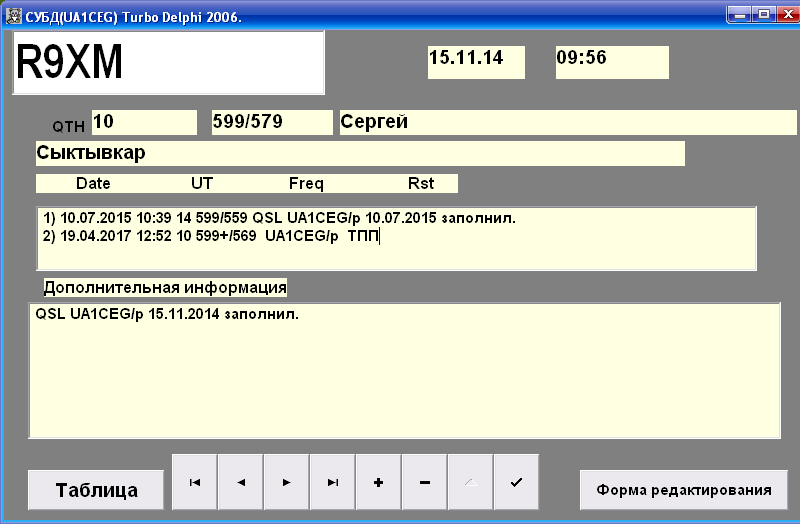 СУБД(UA1CEG) Turbo Delphi 2006.
R9XM
15.11.14 09:56
QTH 10 599/579 Сергей
Сыктывкар
Date UT Freq Rst
1) 10.07.2015 10:39 14 599/559 QSL UA1CEG/p 10.07.2015 заполнил.
2) 19.04.2017 12:52 10 599+/569 UA1CEG/p ТПП
Дополнительная информация
QSL UA1CEG/p 15.11.2014 заполнил.
Таблица
Форма редактирования